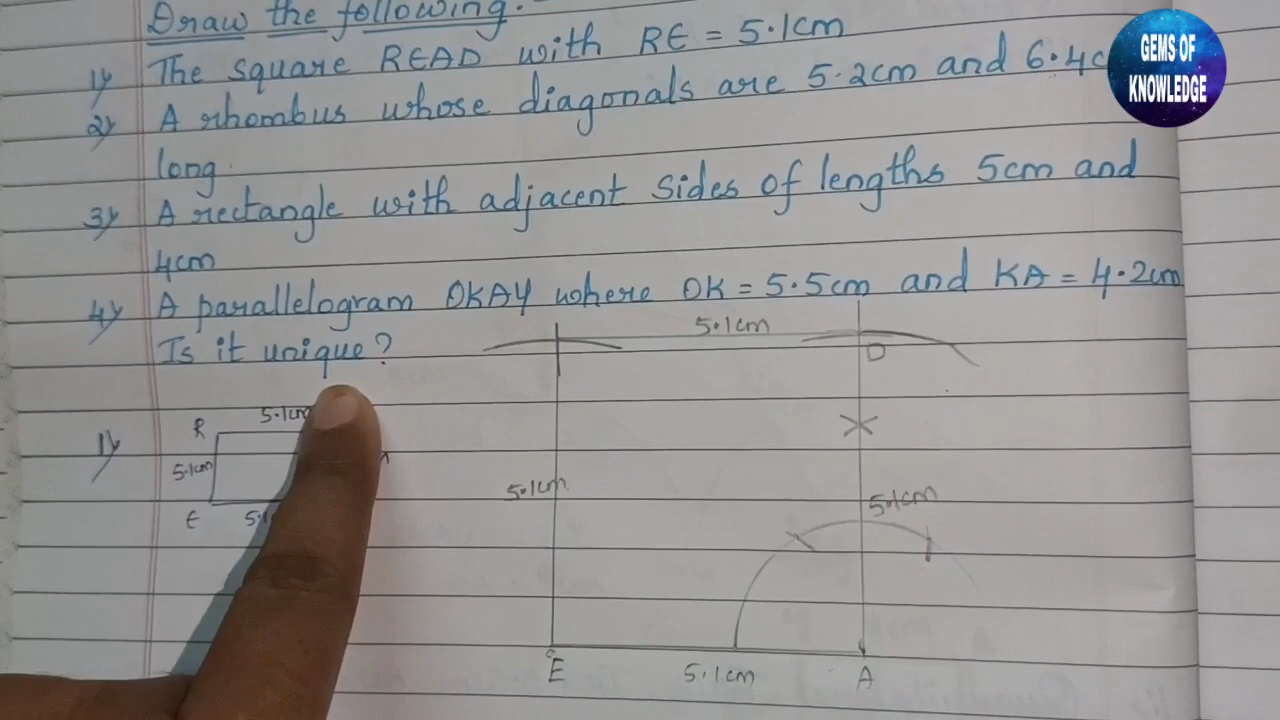 Draw the following.
1) The square READ with RE = 5.1cm
2) A rhombus whose diagonals are 5.2cm and 6.4c
long.
3) A rectangle with adjacent sides of lengths 5cm and
4cm
4) A parallelogram OKAY where OK = 5.5cm and KA = 4.2cm
Is it unique?
GEMS OF
KNOWLEDGE
5.1cm
D
1)
R
5.1cm
5.1cm
E
5.1cm
5.1cm
E
5.1cm
A